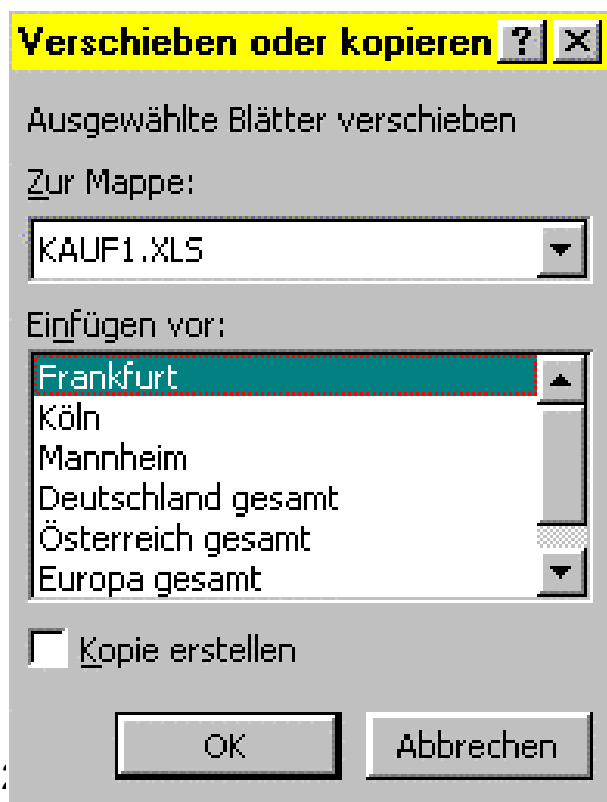 Verschieben oder kopieren ? ×
Ausgewählte Blätter verschieben
Zur Mappe:
KAUF1.XLS
Einfügen vor:
Frankfurt
Köln
Mannheim
Deutschland gesamt
Österreich gesamt
Europa gesamt
Kopie erstellen
OK Abbrechen